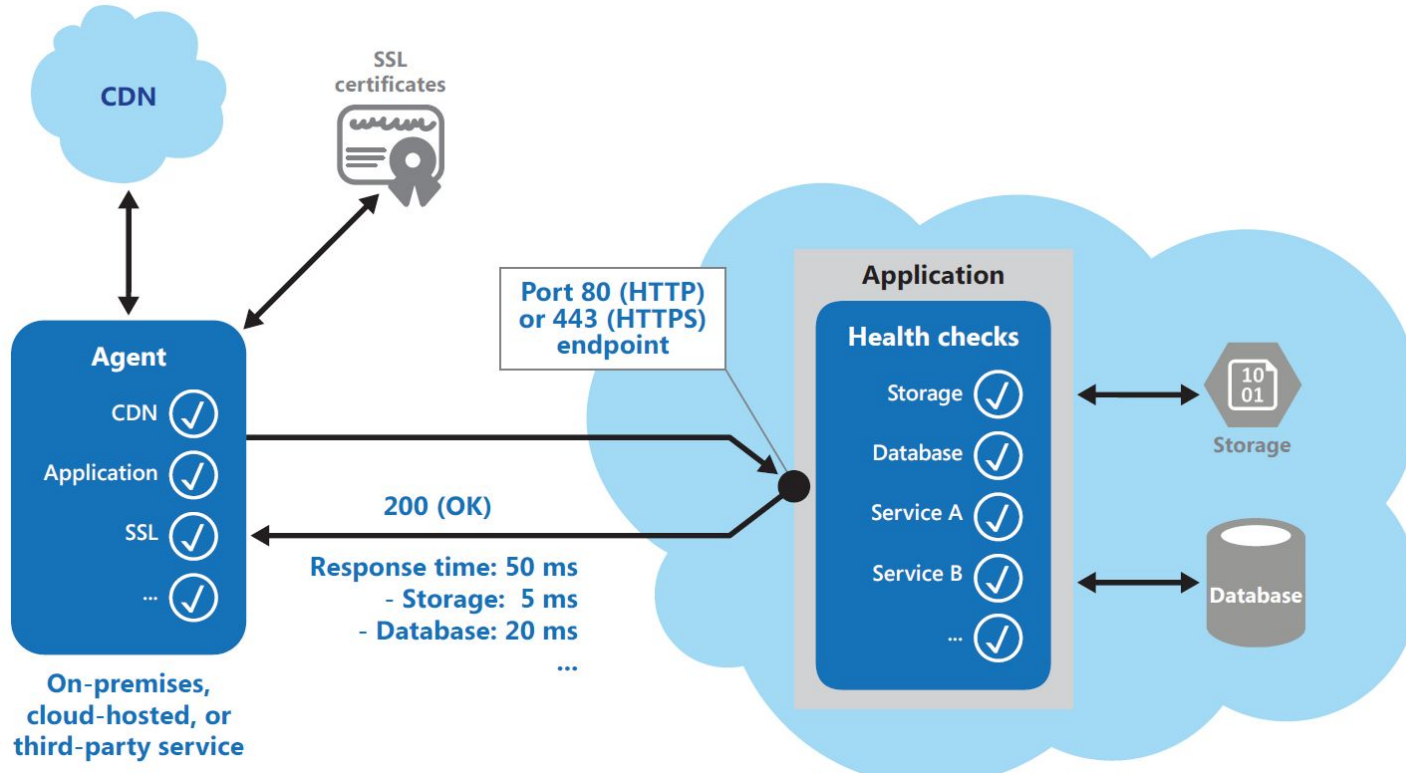 CDN
SSL
certificates
Port 80 (HTTP)
or 443 (HTTPS)
endpoint
Agent
CDN
Application
SSL
...
On-premises,
cloud-hosted, or
third-party service
200 (OK)
Response time: 50 ms
- Storage: 5 ms
- Database: 20 ms
...
Application
Health checks
Storage
Database
Service A
Service B
...
10
01
Storage
Database